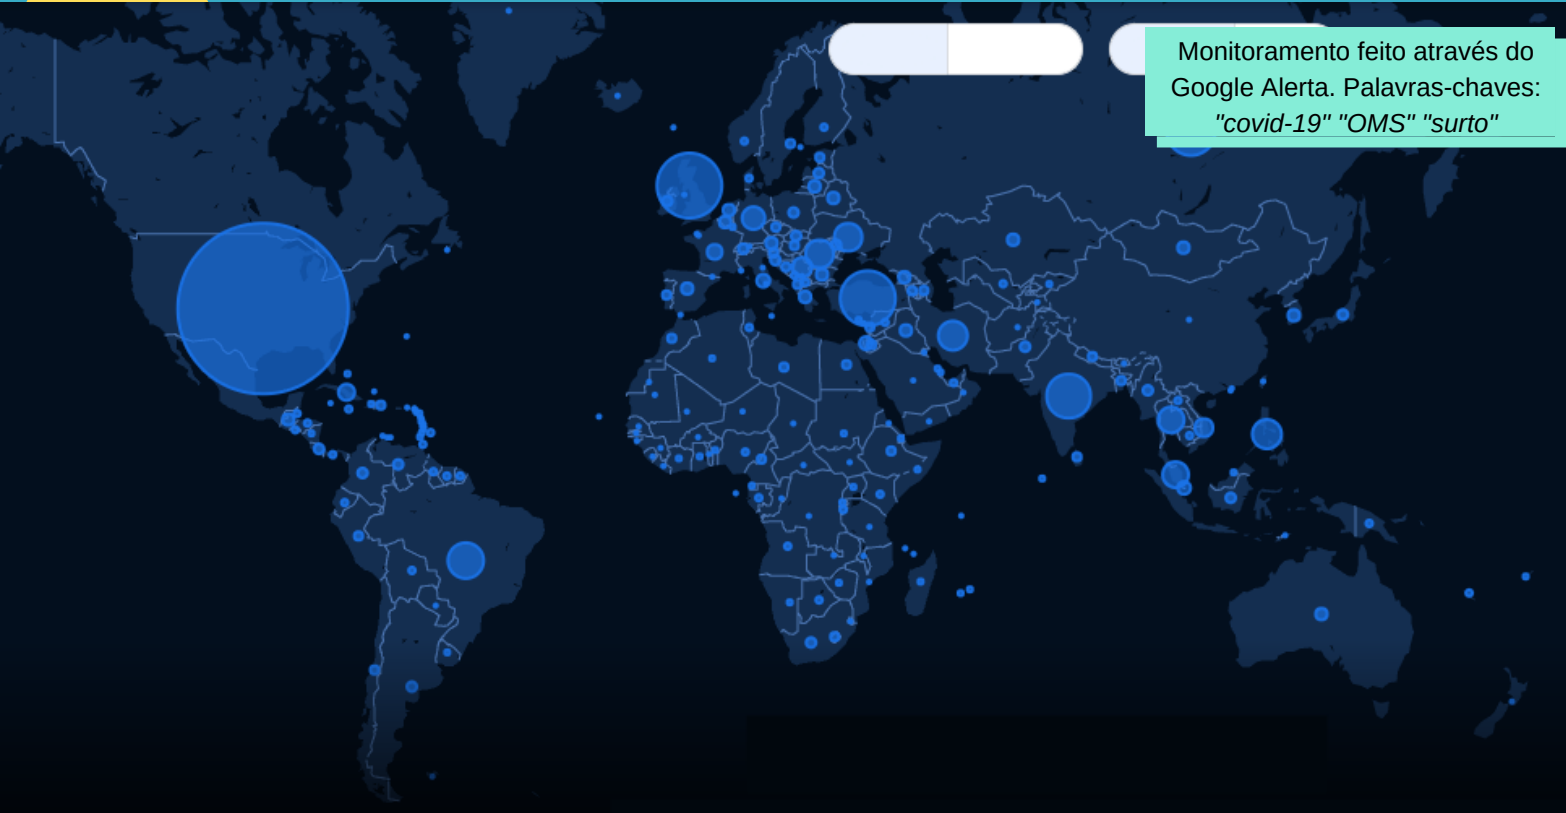 Monitoramento feito através do
Google Alerta. Palavras-chaves:
"covid-19" "OMS" "surto"